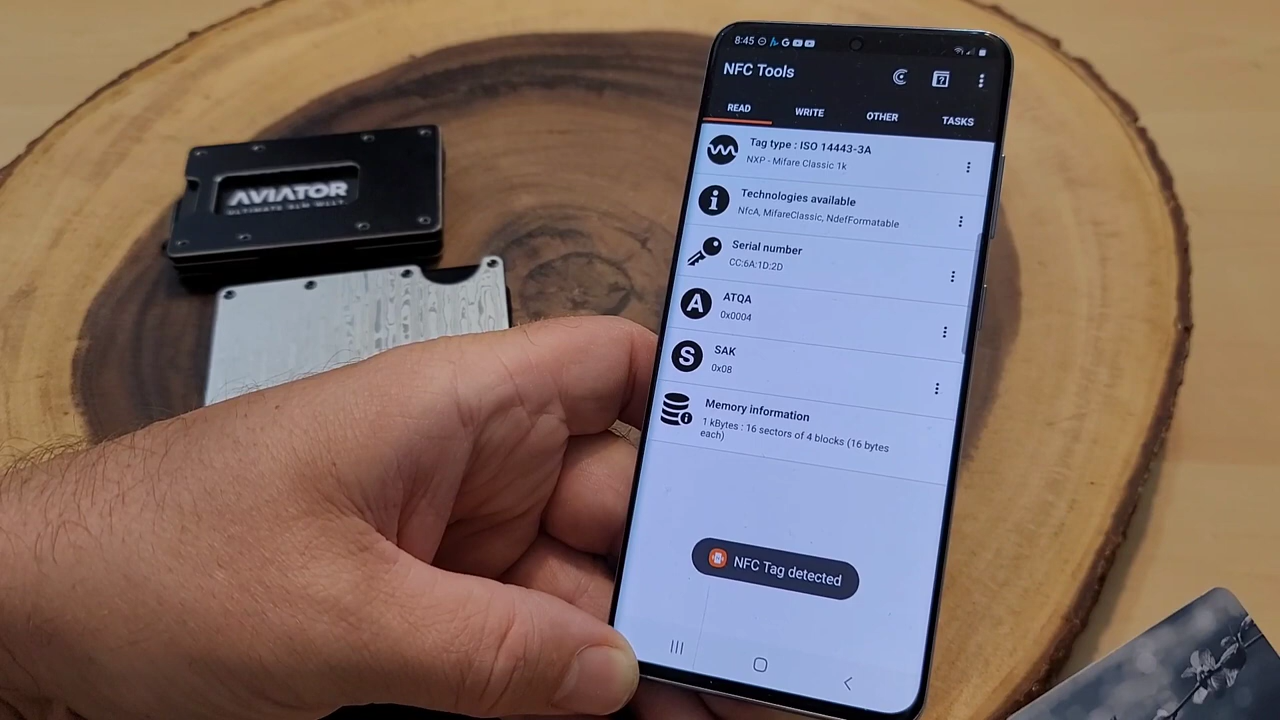 AVIATOR
8:45
NFC Tools
READ WRITE OTHER TASKS
Tag type : ISO 14443-3A
NXP - Mifare Classic 1k
Technologies available
NfcA, MifareClassic, NdefFormatable
Serial number
CC:6A:1D:2D
A
ATQA
0x0004
S
SAK
0x08
Memory information
1 kBytes : 16 sectors of 4 blocks (16 bytes
each)
NFC Tag detected